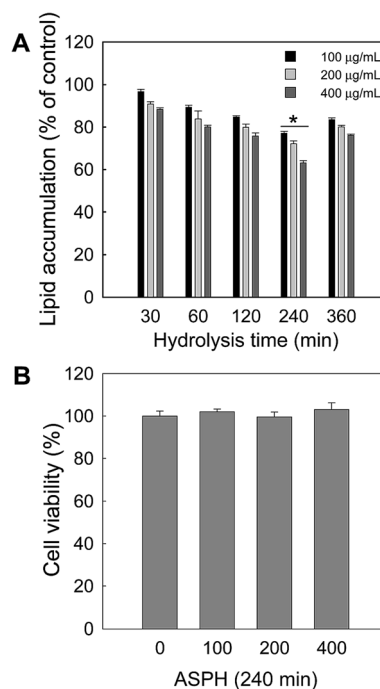 A
Lipid accumulation (% of control)
120
100
80
60
40
20
0
100 μg/mL
200 μg/mL
400 μg/mL
*
30 60 120 240 360
Hydrolysis time (min)
B
Cell viability (%)
120
100
80
60
40
20
0
0 100 200 400
ASPH (240 min)